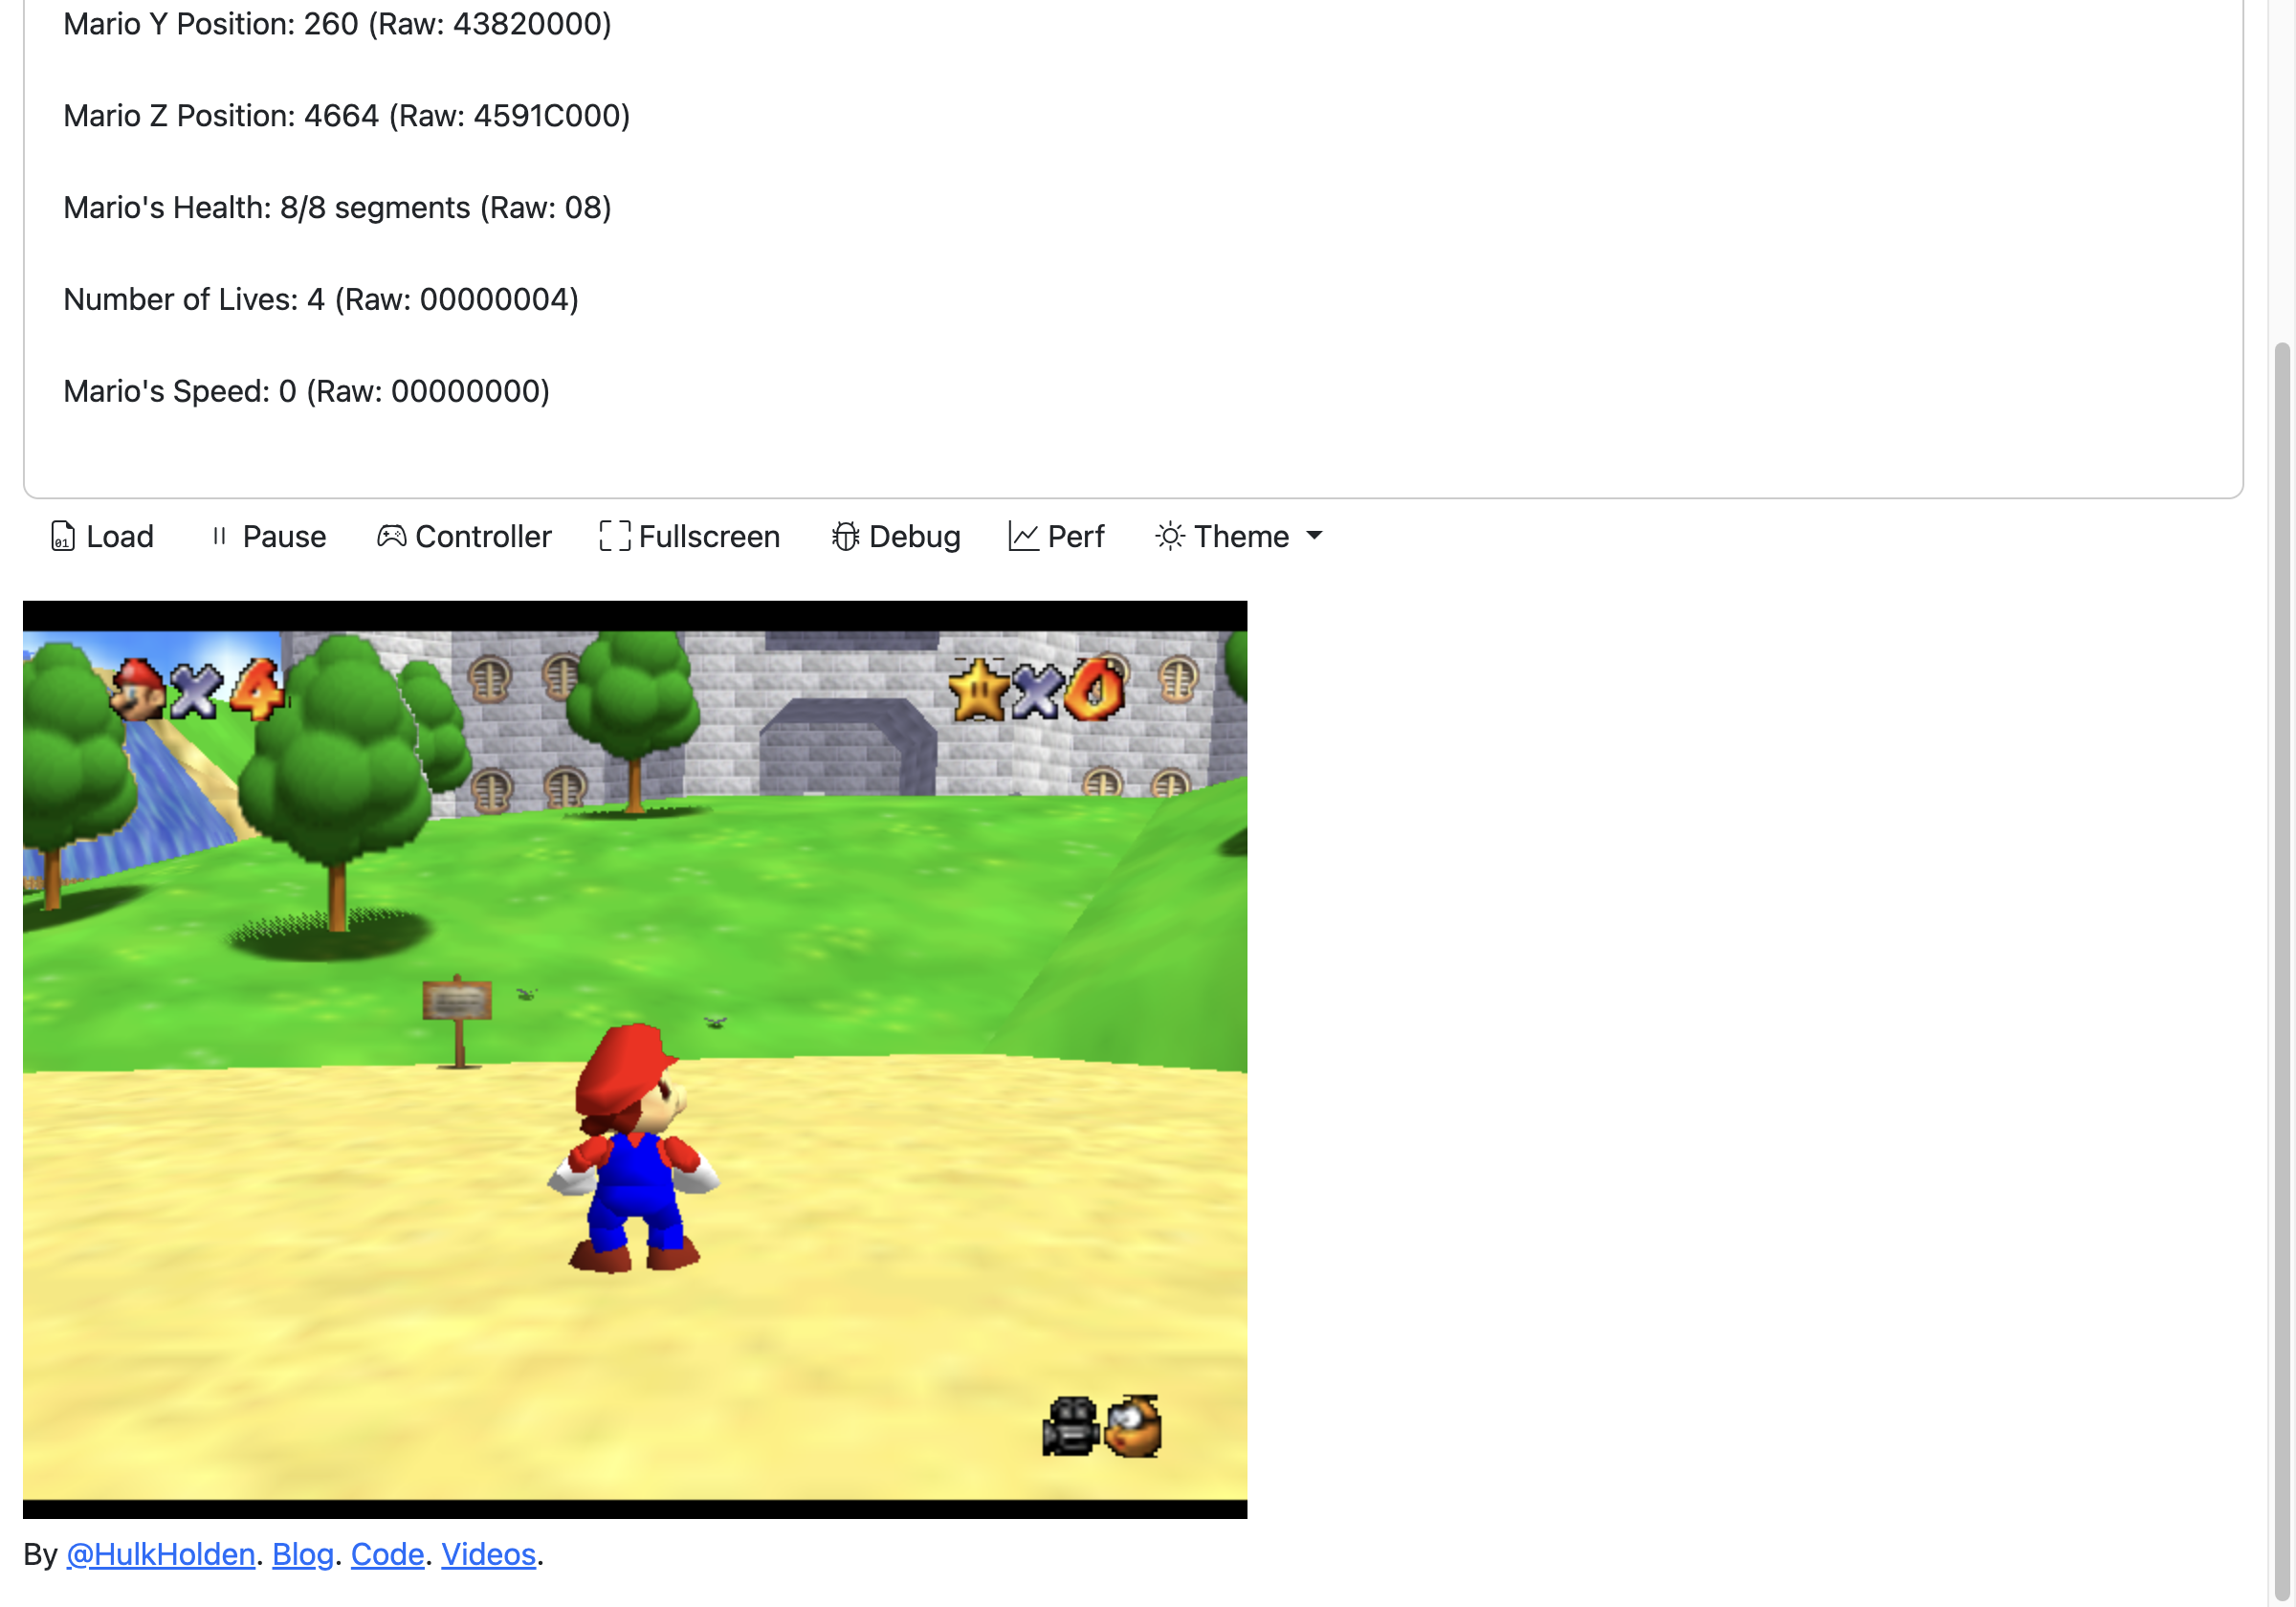 Mario Y Position: 260 (Raw: 43820000)
Mario Z Position: 4664 (Raw: 4591C000)
Mario's Health: 8/8 segments (Raw: 08)
Number of Lives: 4 (Raw: 00000004)
Mario's Speed: 0 (Raw: 00000000)
Load Pause Controller Fullscreen Debug Perf Theme
×4 ×0
By @HulkHolden. Blog. Code. Videos.